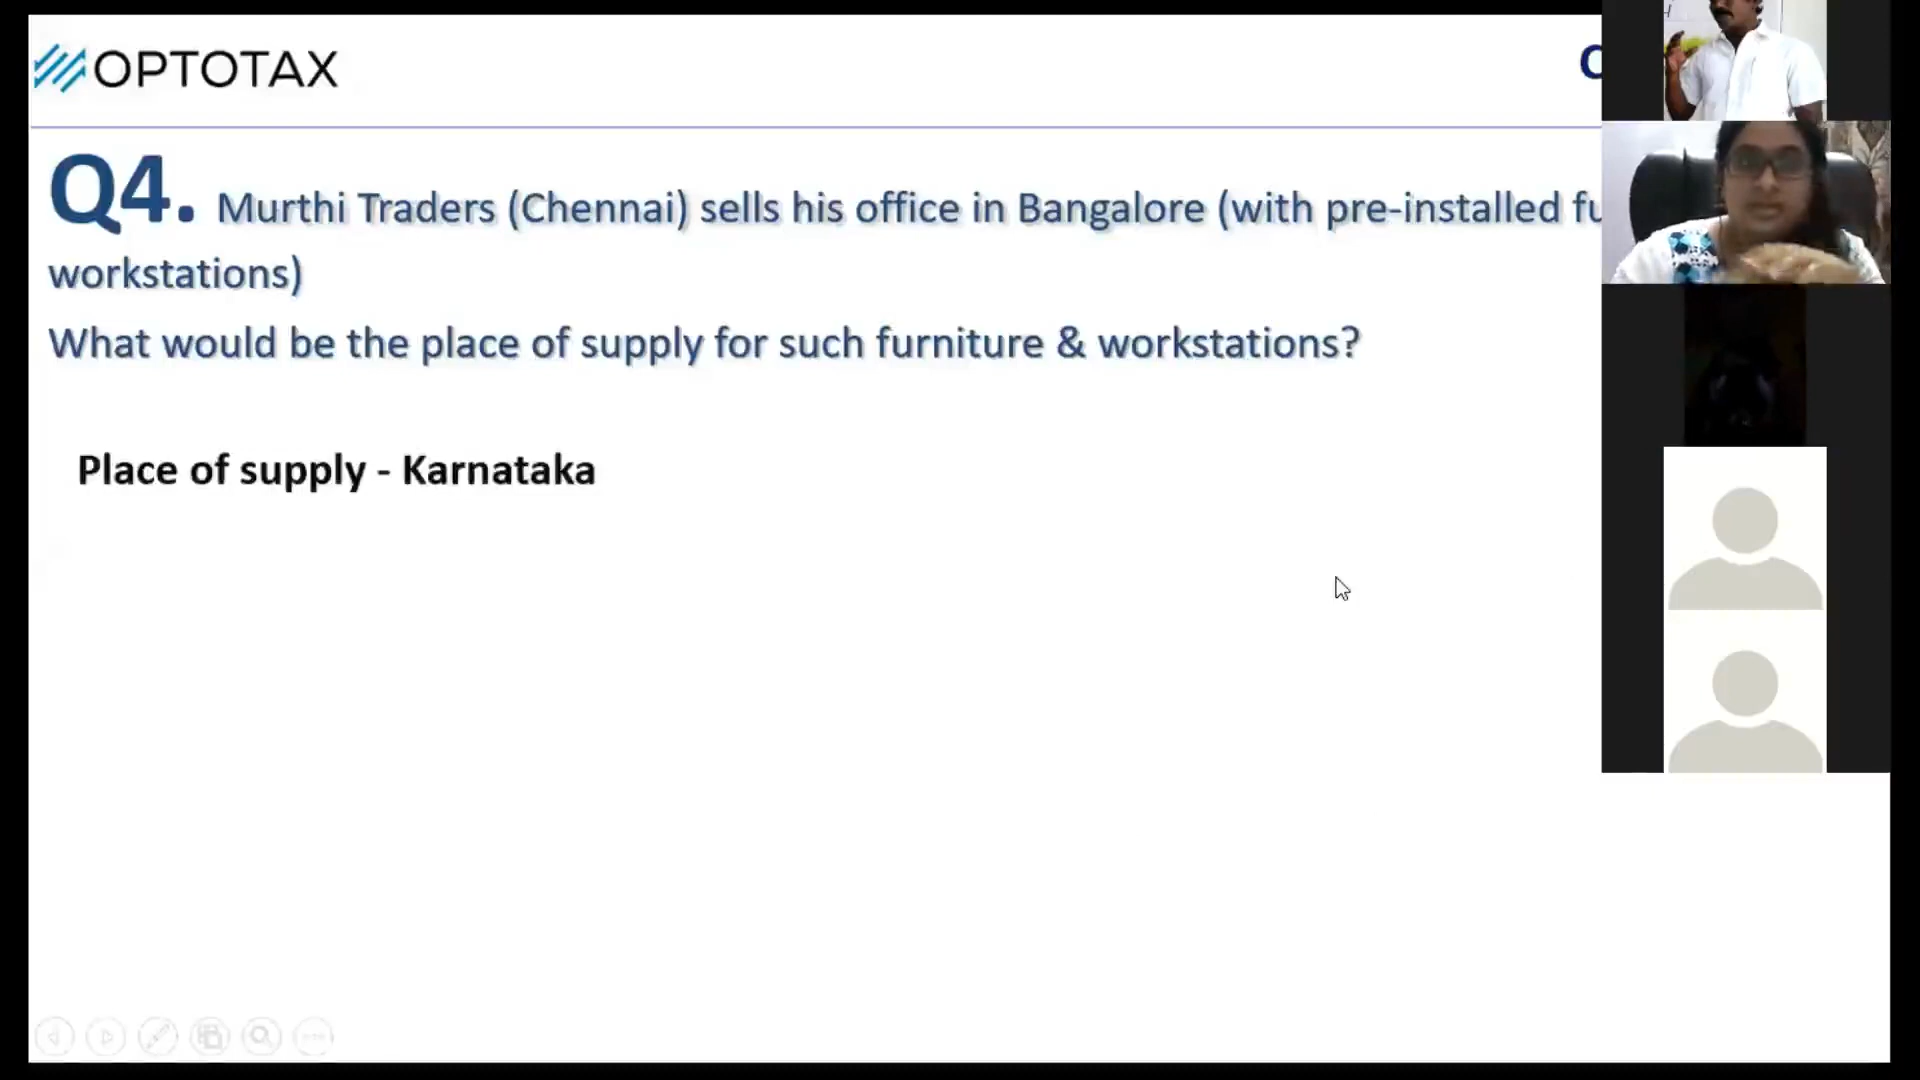 OPTOTAX
Q4. Murthi Traders (Chennai) sells his office in Bangalore (with pre-installed
workstations)
What would be the place of supply for such furniture & workstations?
Place of supply - Karnataka